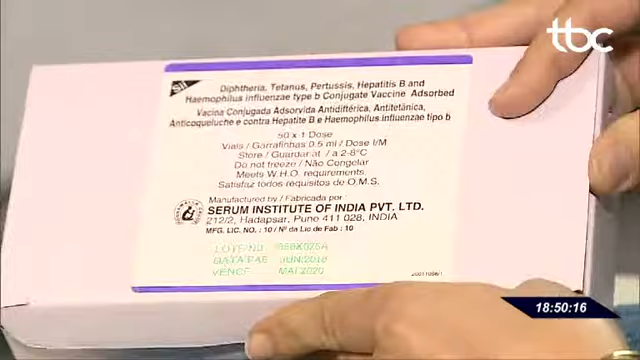 tbc
SII
Diphtheria, Tetanus, Pertussis, Hepatitis B and
Haemophilus influenzae type b Conjugate Vaccine Adsorbed
Vacina Conjugada Adsorvida Antidiftérica, Antitetânica,
Anticoqueluche e contra Hepatite B e Haemophilus influenzae tipo b
50 x 1 Dose
Vials / Garrafinhas 0.5 ml / Dose I/M
Store / Guardar at / a 2-8°C
Do not freeze / Não Congelar
Meets W.H.O. requirements
Satisfaz todos requisitos de O.M.S.
Manufactured by / Fabricada por
SERUM INSTITUTE OF INDIA PVT. LTD.
212/2, Hadapsar, Pune 411 028, INDIA
MFG. LIC. NO. : 10 / Nº da Lic de Fab : 10
DATA FAB JUN.2018
VENCE MAI.2020
18:50:16